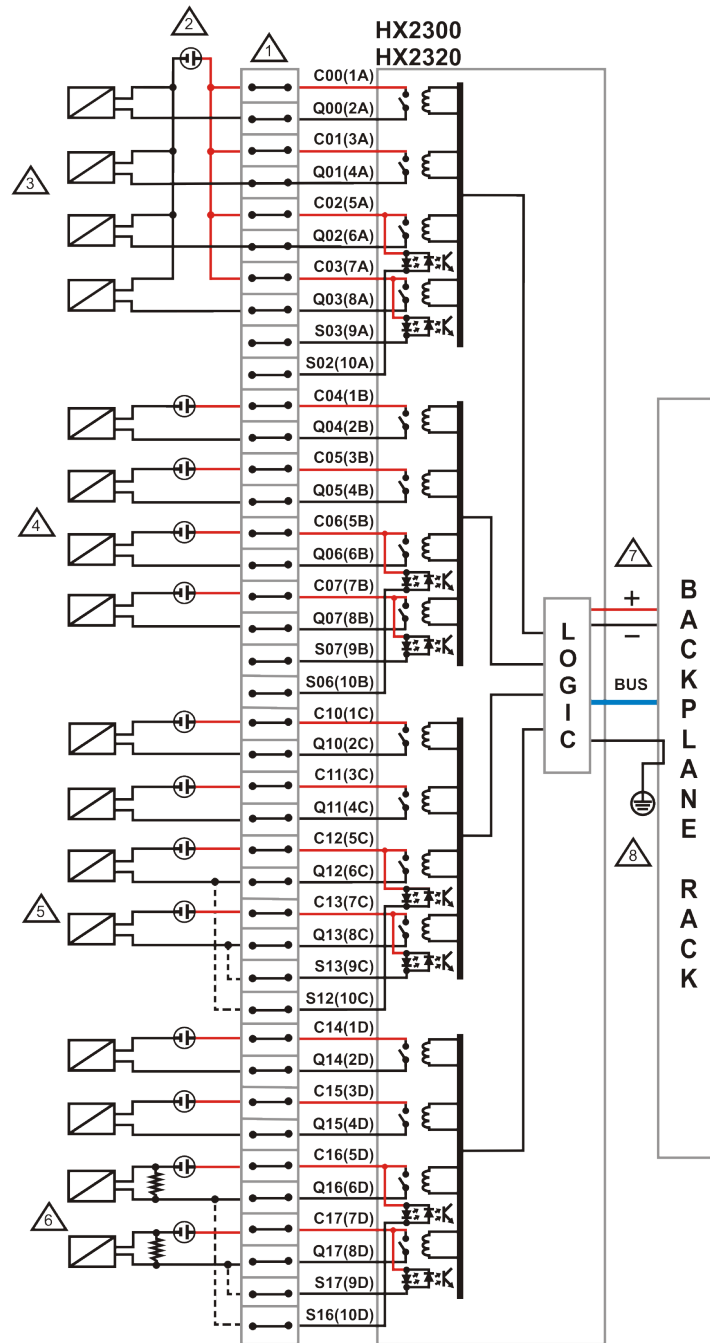 HX2300
HX2320
2
1
3
4
5
6
7
8
C00(1A)
Q00(2A)
C01(3A)
Q01(4A)
C02(5A)
Q02(6A)
C03(7A)
Q03(8A)
S03(9A)
S02(10A)
C04(1B)
Q04(2B)
C05(3B)
Q05(4B)
C06(5B)
Q06(6B)
C07(7B)
Q07(8B)
S07(9B)
S06(10B)
C10(1C)
Q10(2C)
C11(3C)
Q11(4C)
C12(5C)
Q12(6C)
C13(7C)
Q13(8C)
S13(9C)
S12(10C)
C14(1D)
Q14(2D)
C15(3D)
Q15(4D)
C16(5D)
Q16(6D)
C17(7D)
Q17(8D)
S17(9D)
S16(10D)
LOGIC
+
−
BUS
BACKPLANE RACK